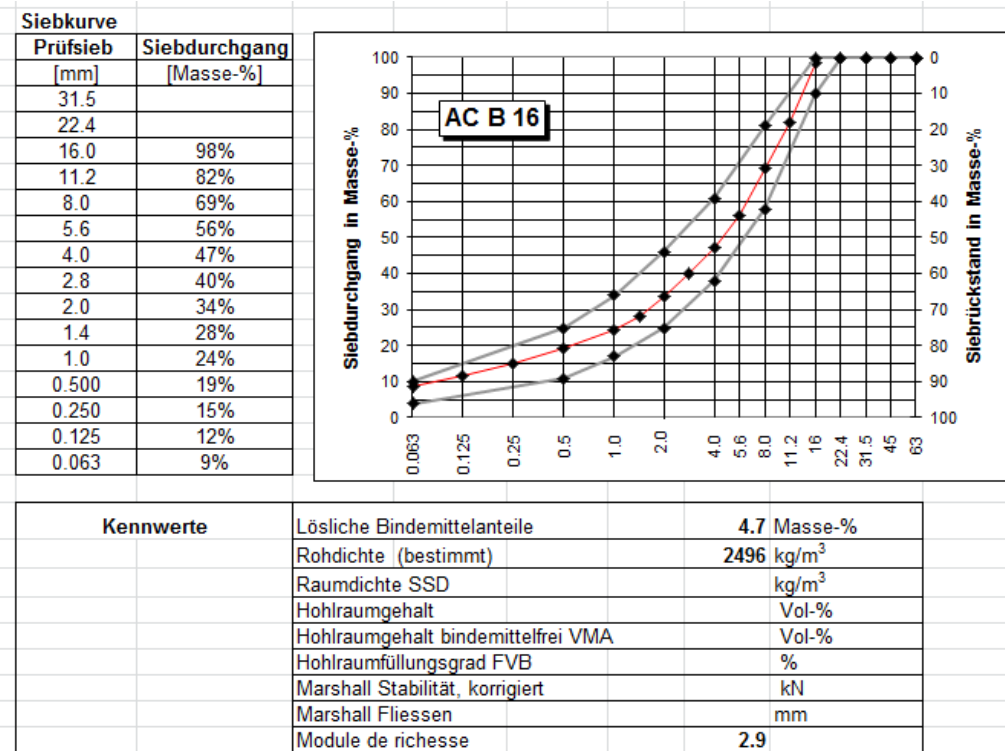 Siebkurve
Prüfsieb Siebdurchgang
[mm] [Masse-%]
31.5
22.4
16.0 98%
11.2 82%
8.0 69%
5.6 56%
4.0 47%
2.8 40%
2.0 34%
1.4 28%
1.0 24%
0.500 19%
0.250 15%
0.125 12%
0.063 9%
AC B 16
Siebdurchgang in Masse-%
100
90
80
70
60
50
40
30
20
10
0
0.063 0.125 0.25 0.5 1.0 2.0 4.0 5.6 8.0 11.2 16 22.4 31.5 45 63
0
10
20
30
40
50
60
70
80
90
100
Siebrückstand in Masse-%
Kennwerte
Lösliche Bindemittelanteile 4.7 Masse-%
Rohdichte (bestimmt) 2496 kg/m³
Raumdichte SSD kg/m³
Hohlraumgehalt Vol-%
Hohlraumgehalt bindemittelfrei VMA Vol-%
Hohlraumfüllungsgrad FVB %
Marshall Stabilität, korrigiert kN
Marshall Fliessen mm
Module de richesse 2.9